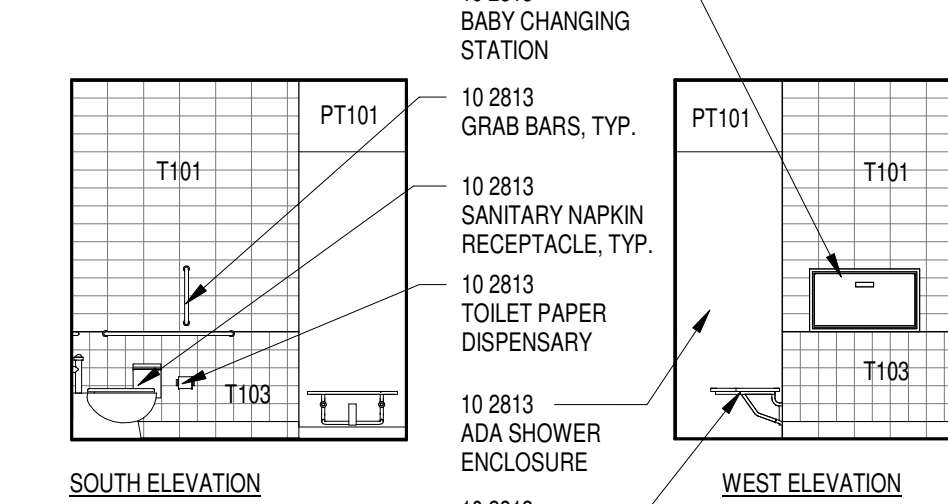 BABY CHANGING
STATION
10 2813
GRAB BARS, TYP.
10 2813
SANITARY NAPKIN
RECEPTACLE, TYP.
10 2813
TOILET PAPER
DISPENSARY
10 2813
ADA SHOWER
ENCLOSURE
PT101
T101
T103
SOUTH ELEVATION
PT101
T101
T103
WEST ELEVATION